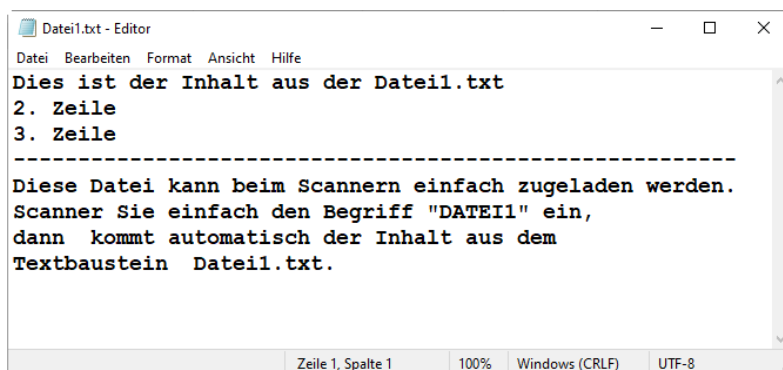 Datei1.txt - Editor
Datei Bearbeiten Format Ansicht Hilfe
Dies ist der Inhalt aus der Datei1.txt
2. Zeile
3. Zeile
--------------------------------------------------------
Diese Datei kann beim Scannern einfach zugeladen werden.
Scanner Sie einfach den Begriff "DATEI1" ein,
dann  kommt automatisch der Inhalt aus dem
Textbaustein  Datei1.txt.
Zeile 1, Spalte 1 100% Windows (CRLF) UTF-8